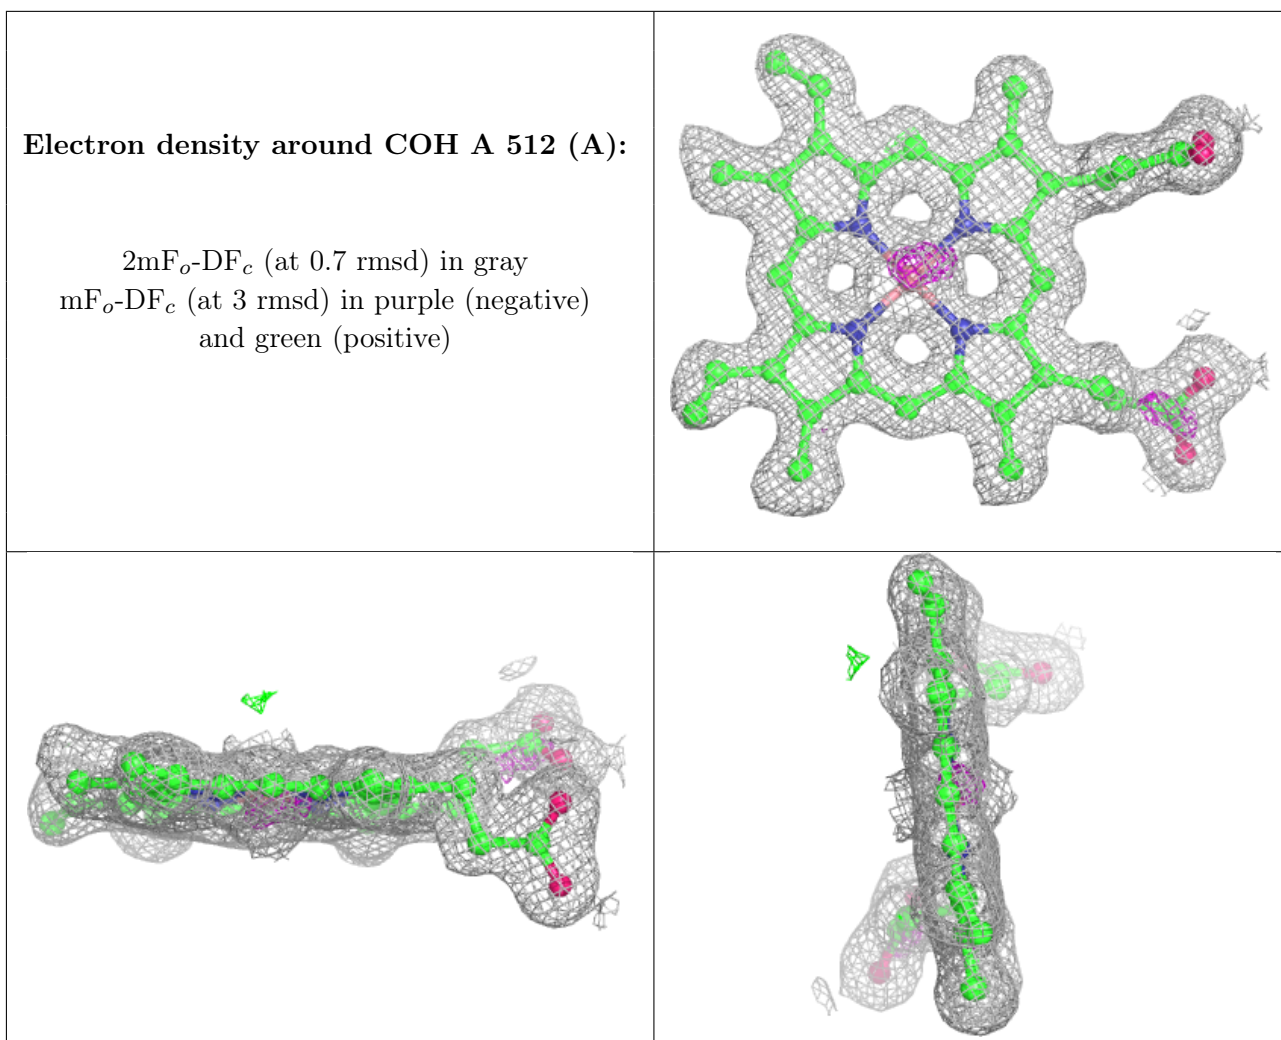 Electron density around COH A 512 (A):
2mFo-DFc (at 0.7 rmsd) in gray
mFo-DFc (at 3 rmsd) in purple (negative)
and green (positive)